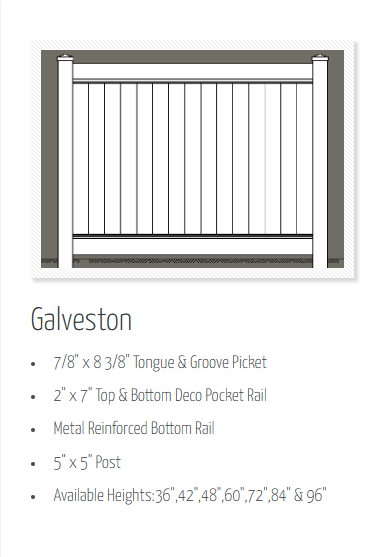 Galveston
• 7/8" x 8 3/8" Tongue & Groove Picket
• 2" x 7" Top & Bottom Deco Pocket Rail
• Metal Reinforced Bottom Rail
• 5" x 5" Post
• Available Heights:36",42",48",60",72",84" & 96"